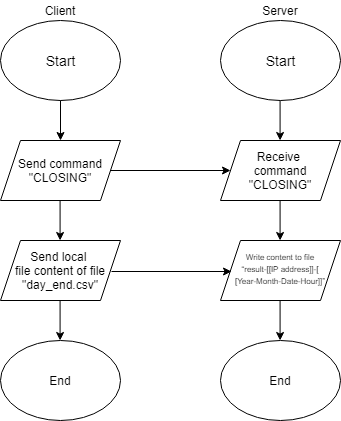 Client
Server
Start
Start
Send command
"CLOSING"
Receive
command
"CLOSING"
Send local
file content of file
"day_end.csv"
Write content to file
"result-[[IP address]]-[
[Year-Month-Date-Hour]]"
End
End